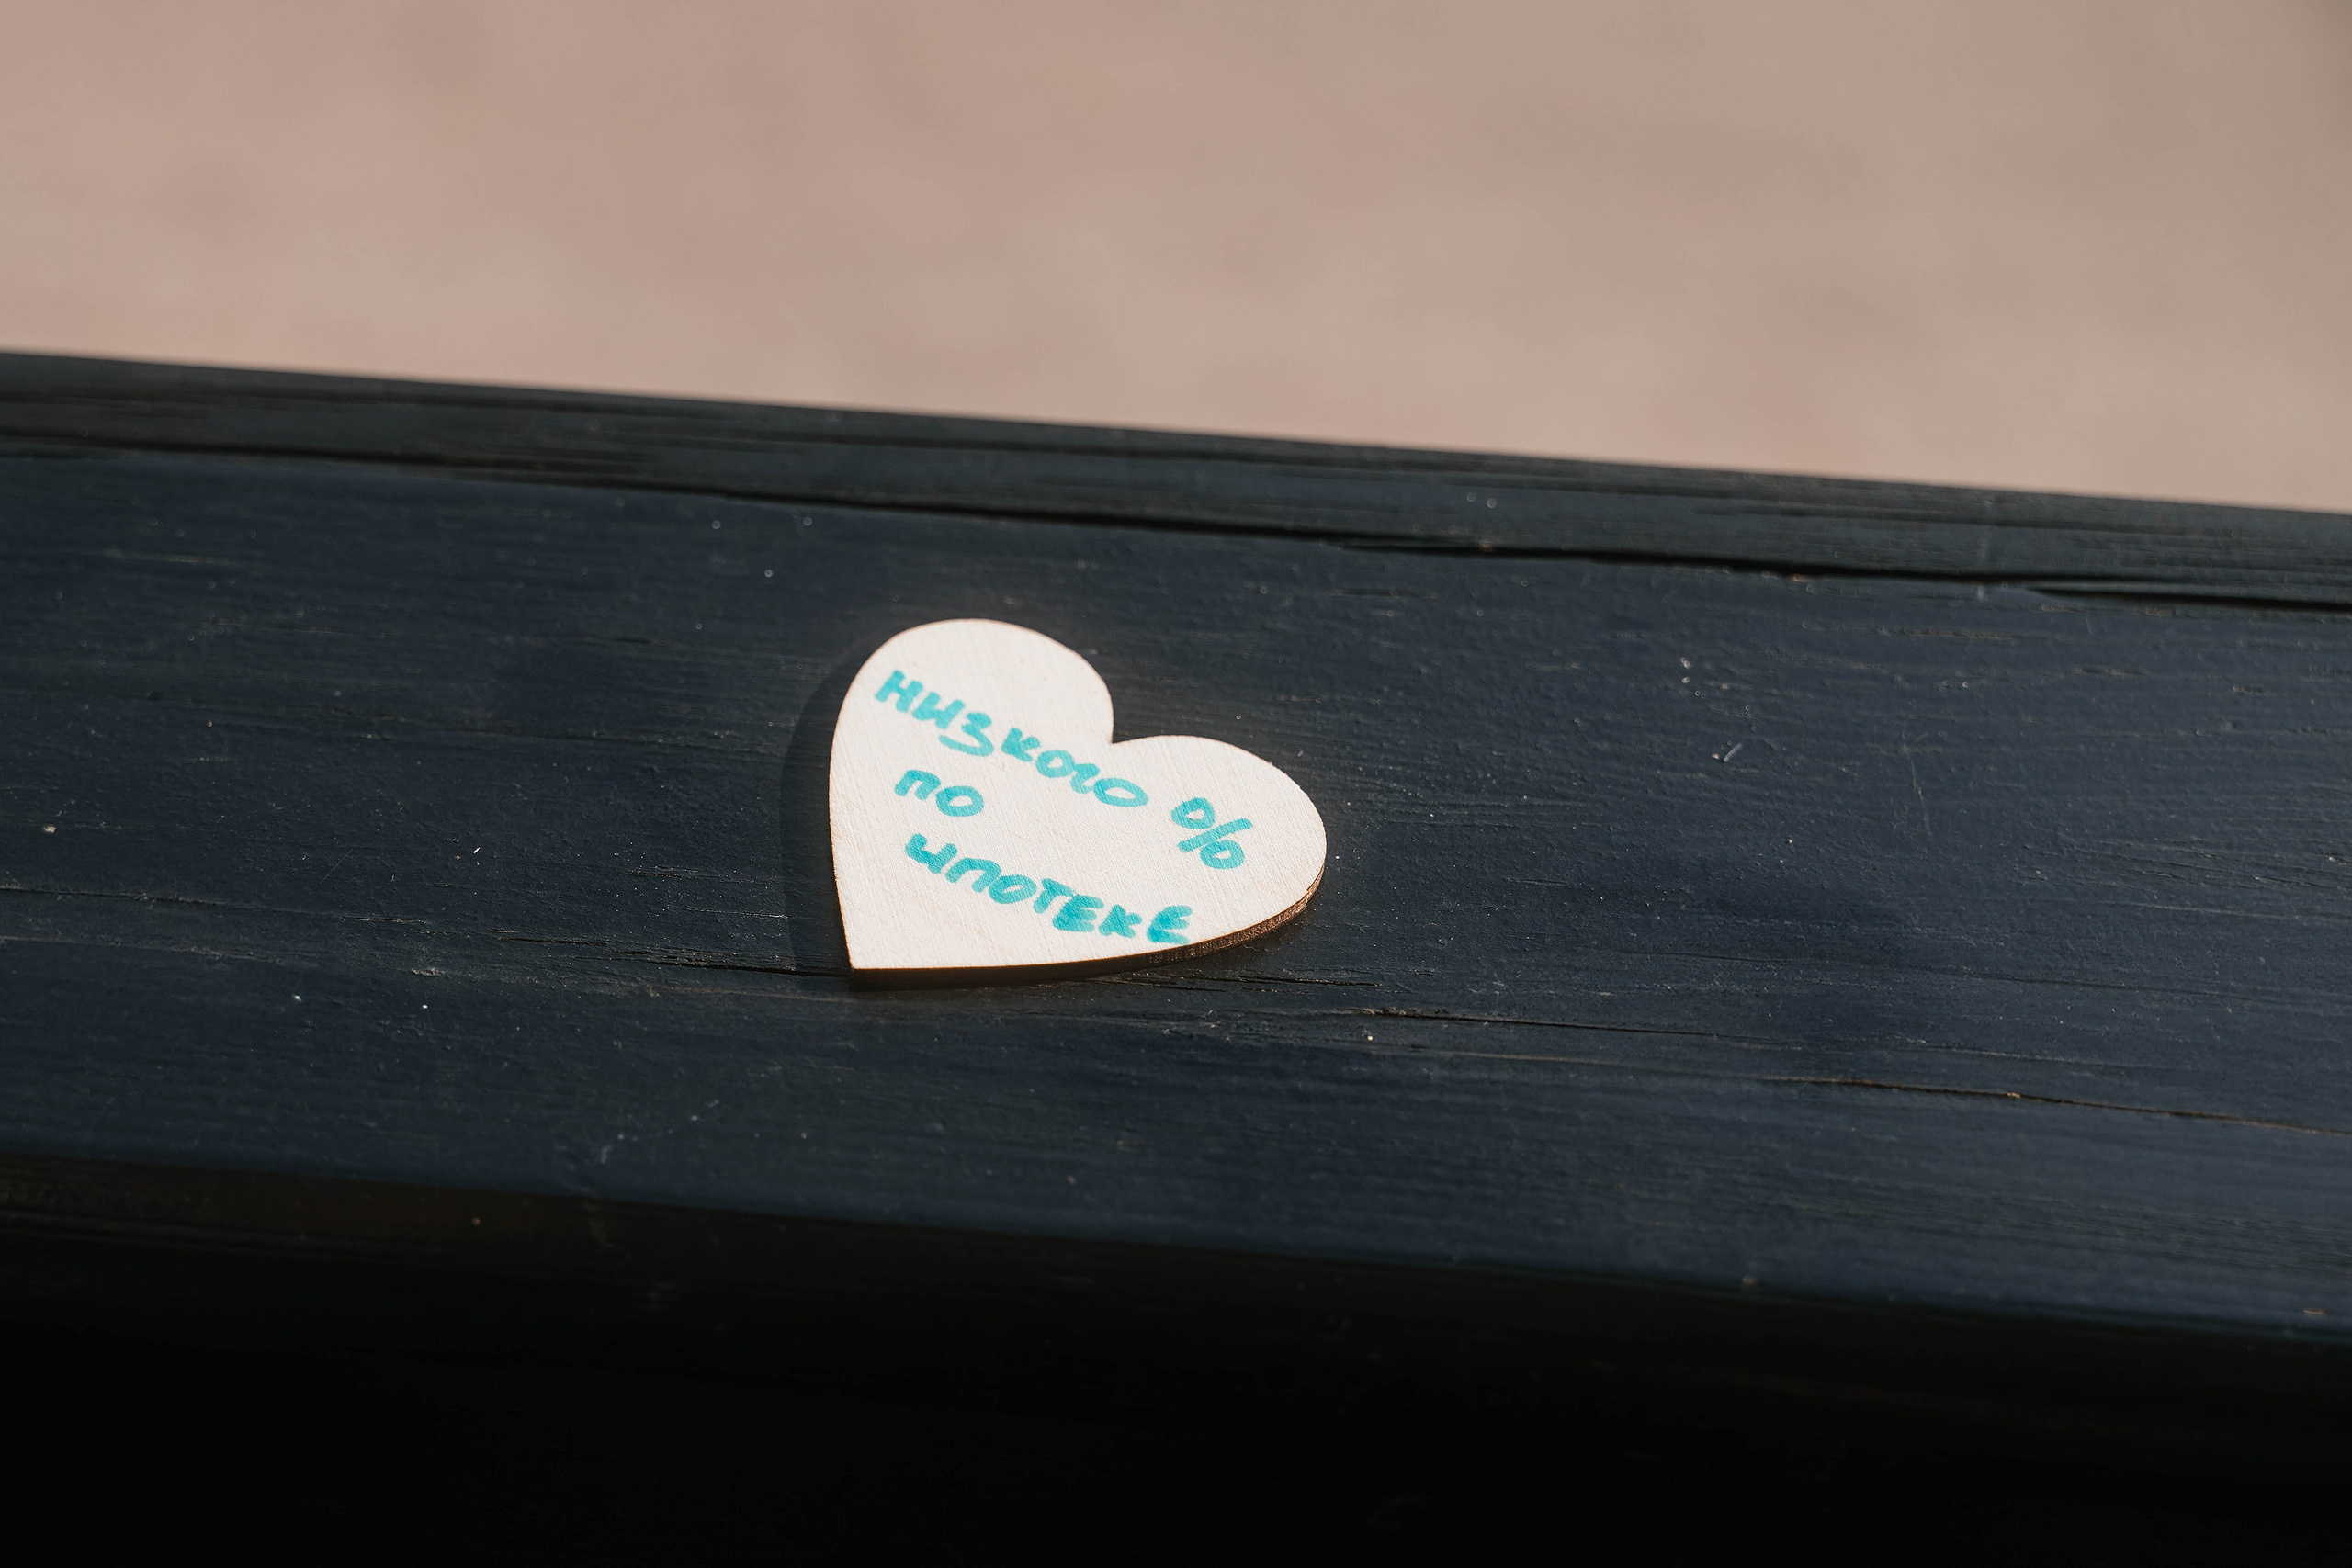 низкого %
по
ипотеке